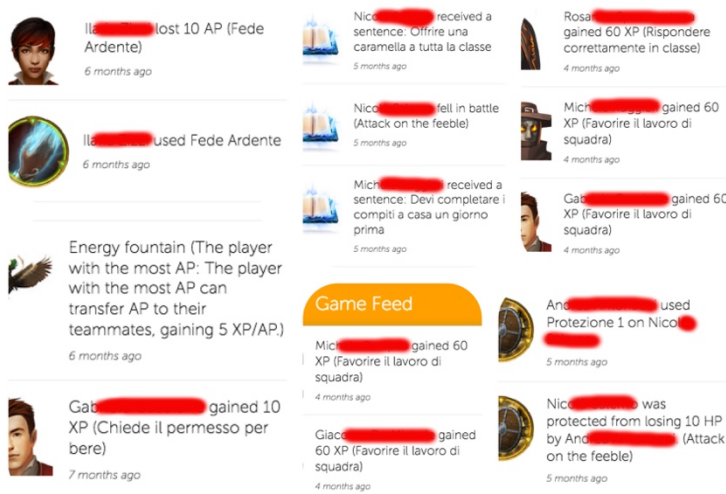 Ila lost 10 AP (Fede
Ardente)
6 months ago
Ila used Fede Ardente
6 months ago
Energy fountain (The player
with the most AP: The player
with the most AP can
transfer AP to their
teammates, gaining 5 XP/AP.)
6 months ago
Gab gained 10
XP (Chiede il permesso per
bere)
7 months ago
Nico received a
sentence: Offrire una
caramella a tutta la classe
5 months ago
Nico fell in battle
(Attack on the feeble)
5 months ago
Mich received a
sentence: Devi completare i
compiti a casa un giorno
prima
5 months ago
Game Feed
Mic gained 60
XP (Favorire il lavoro di
squadra)
4 months ago
Giaco gained
60 XP (Favorire il lavoro di
squadra)
4 months ago
Rosa
gained 60 XP (Rispondere
correttamente in classe)
4 months ago
Mich gained 60
XP (Favorire il lavoro di
squadra)
4 months ago
Gab gained 60
XP (Favorire il lavoro di
squadra)
4 months ago
And used
Protezione 1 on Nicol
5 months ago
Nico was
protected from losing 10 HP
by And (Attack
on the feeble)
5 months ago